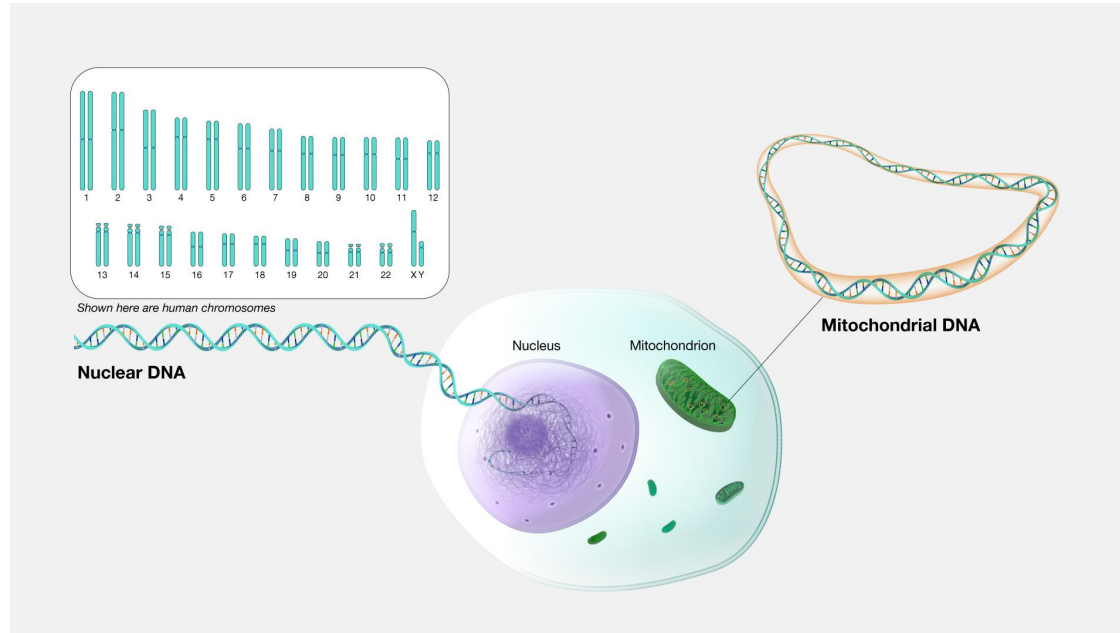 1 2 3 4 5 6 7 8 9 10 11 12
13 14 15 16 17 18 19 20 21 22 X Y
Shown here are human chromosomes
Nuclear DNA
Nucleus
Mitochondrion
Mitochondrial DNA